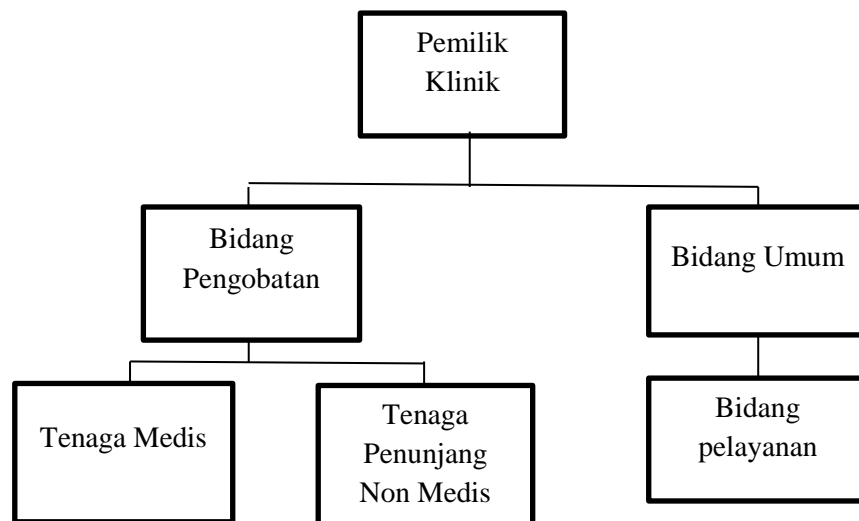 Pemilik
Klinik
Bidang
Pengobatan
Bidang Umum
Tenaga Medis
Tenaga
Penunjang
Non Medis
Bidang
pelayanan